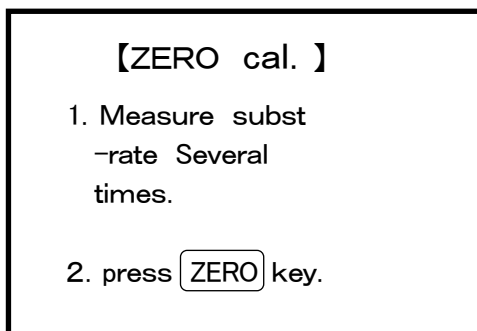 【ZERO cal. 】
1. Measure subst
-rate Several
times.
2. press ZERO key.